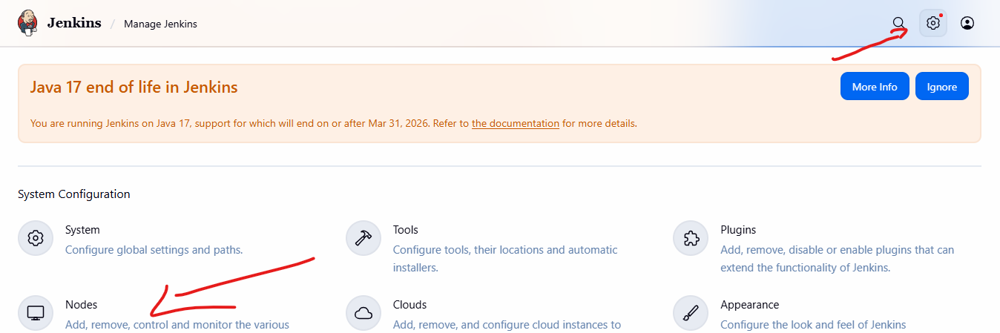 Jenkins / Manage Jenkins
Java 17 end of life in Jenkins
More Info
Ignore
You are running Jenkins on Java 17, support for which will end on or after Mar 31, 2026. Refer to the documentation for more details.
System Configuration
System
Configure global settings and paths.
Tools
Configure tools, their locations and automatic
installers.
Plugins
Add, remove, disable or enable plugins that can
extend the functionality of Jenkins.
Nodes
Add, remove, control and monitor the various
Clouds
Add, remove, and configure cloud instances to
Appearance
Configure the look and feel of Jenkins